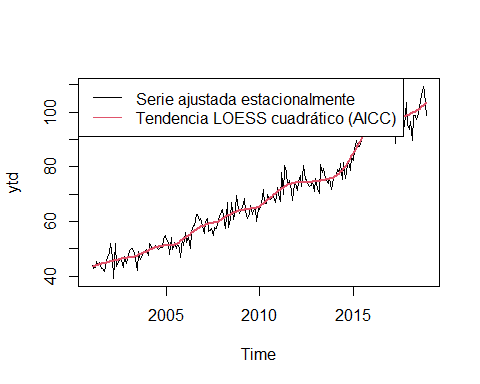 Serie ajustada estacionalmente
Tendencia LOESS cuadrático (AICC)
ytd
100
80
60
40
2005
2010
2015
Time